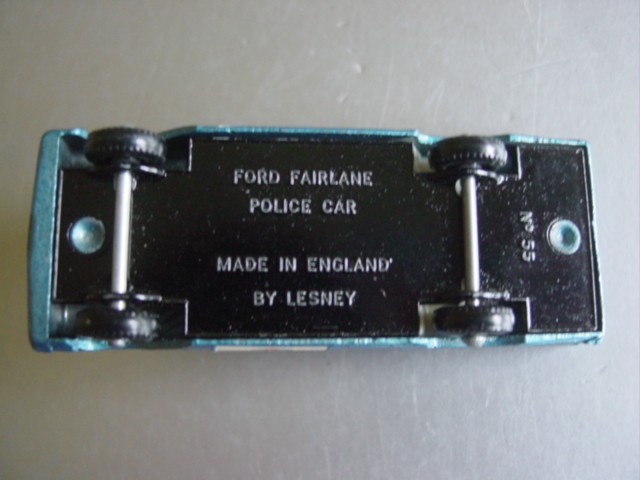 FORD FAIRLANE
POLICE CAR
MADE IN ENGLAND
BY LESNEY
Nº 55